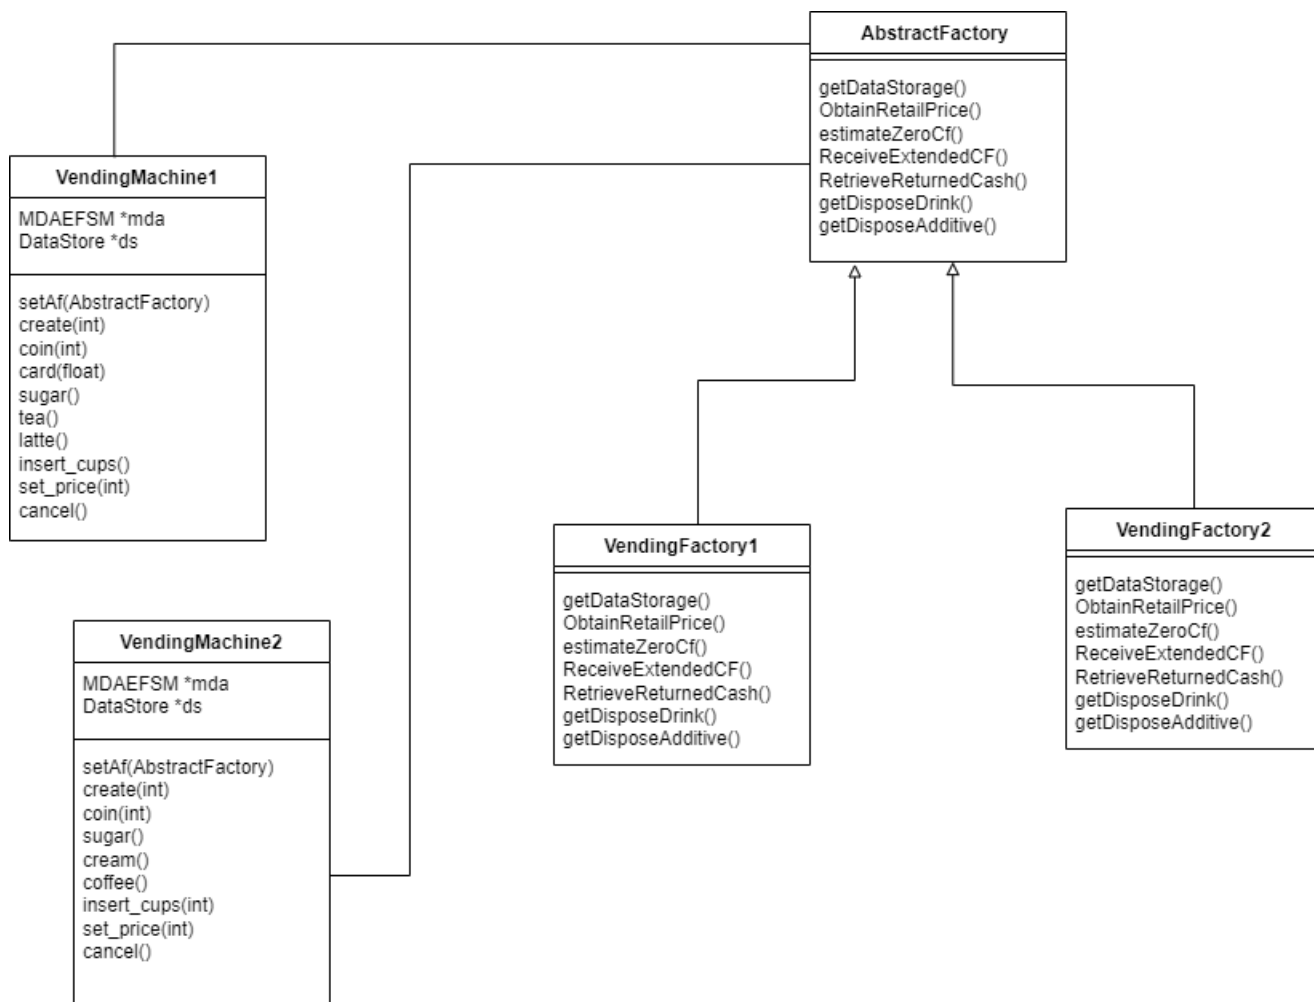 AbstractFactory
getDataStorage()
ObtainRetailPrice()
estimateZeroCf()
ReceiveExtendedCF()
RetrieveReturnedCash()
getDisposeDrink()
getDisposeAdditive()
VendingMachine1
MDAEFSM *mda
DataStore *ds
setAf(AbstractFactory)
create(int)
coin(int)
card(float)
sugar()
tea()
latte()
insert_cups()
set_price(int)
cancel()
VendingFactory1
getDataStorage()
ObtainRetailPrice()
estimateZeroCf()
ReceiveExtendedCF()
RetrieveReturnedCash()
getDisposeDrink()
getDisposeAdditive()
VendingFactory2
getDataStorage()
ObtainRetailPrice()
estimateZeroCf()
ReceiveExtendedCF()
RetrieveReturnedCash()
getDisposeDrink()
getDisposeAdditive()
VendingMachine2
MDAEFSM *mda
DataStore *ds
setAf(AbstractFactory)
create(int)
coin(int)
sugar()
cream()
coffee()
insert_cups(int)
set_price(int)
cancel()